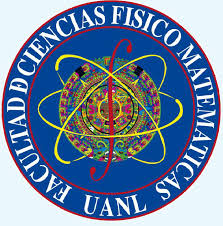 FACULTAD DE CIENCIAS FISICO MATEMATICAS
UANL